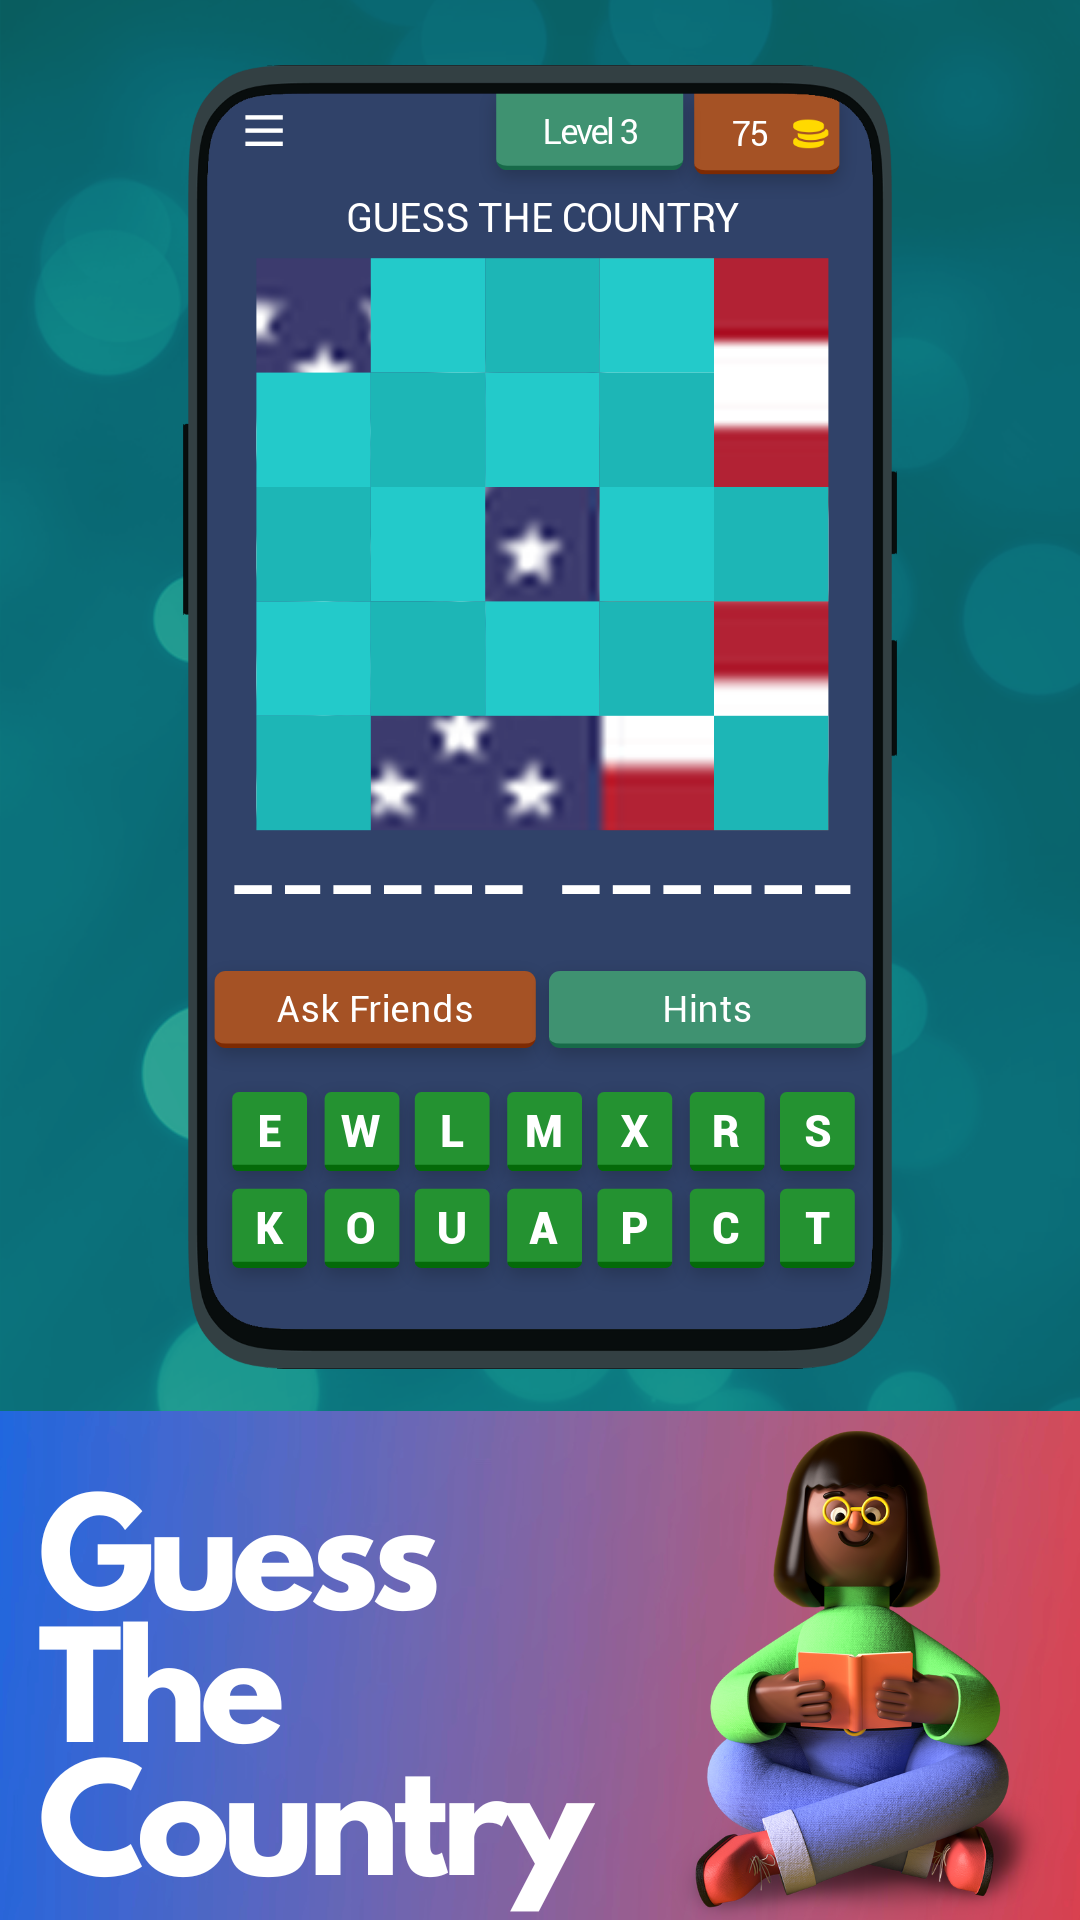 Level 3
75
GUESS THE COUNTRY
Ask Friends
Hints
E W L M X R S
K O U A P C T
Guess
The
Country